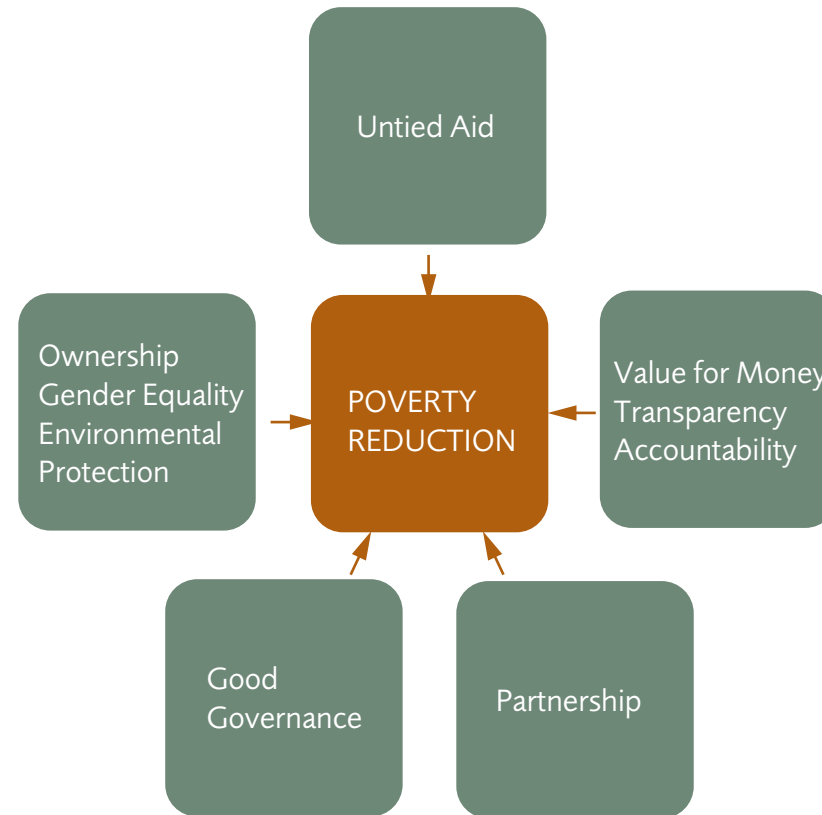 Untied Aid
Ownership
Gender Equality
Environmental
Protection
POVERTY
REDUCTION
Value for Money
Transparency
Accountability
Good
Governance
Partnership